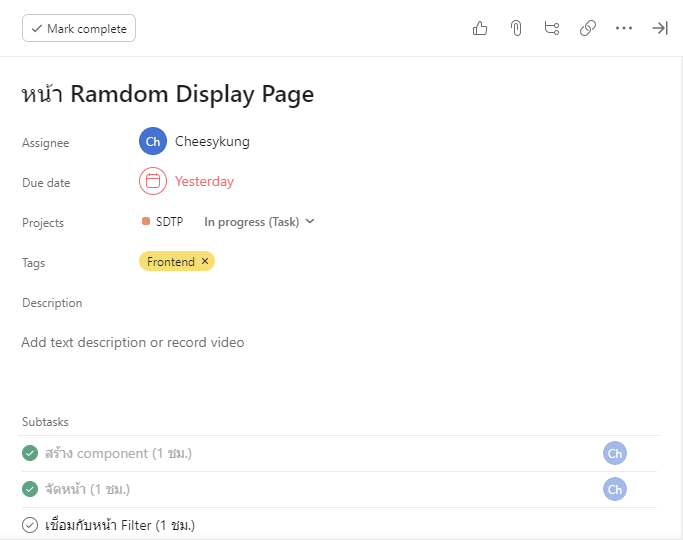 Mark complete
หน้า Ramdom Display Page
Assignee
Ch Cheesykung
Due date
Yesterday
Projects
SDTP In progress (Task)
Tags
Frontend ×
Description
Add text description or record video
Subtasks
สร้าง component (1 ชม.) Ch
จัดหน้า (1 ชม.) Ch
เชื่อมกับหน้า Filter (1 ชม.)